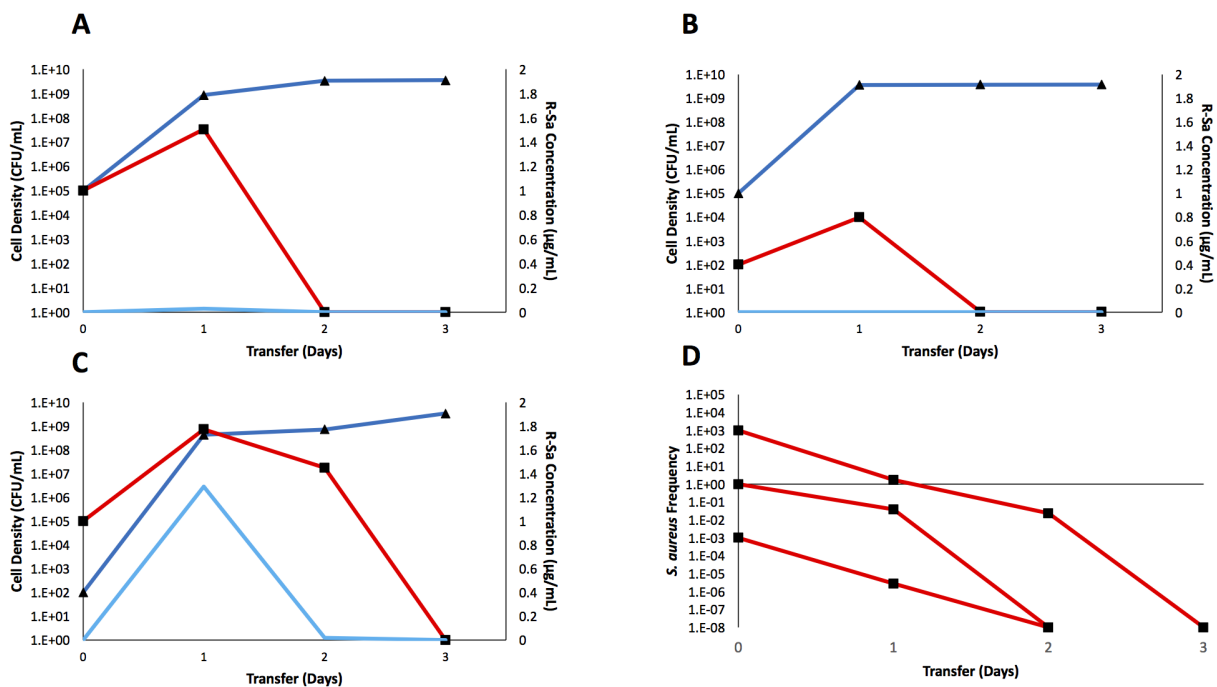 A
1.E+10
1.E+09
1.E+08
1.E+07
1.E+06
1.E+05
1.E+04
1.E+03
1.E+02
1.E+01
1.E+00
Cell Density (CFU/mL)
2
1.8
1.6
1.4
1.2
1
0.8
0.6
0.4
0.2
0
R-Sa Concentration (μg/mL)
0 1 2 3
Transfer (Days)
B
1.E+10
1.E+09
1.E+08
1.E+07
1.E+06
1.E+05
1.E+04
1.E+03
1.E+02
1.E+01
1.E+00
Cell Density (CFU/mL)
2
1.8
1.6
1.4
1.2
1
0.8
0.6
0.4
0.2
0
R-Sa Concentration (μg/mL)
0 1 2 3
Transfer (Days)
C
1.E+10
1.E+09
1.E+08
1.E+07
1.E+06
1.E+05
1.E+04
1.E+03
1.E+02
1.E+01
1.E+00
Cell Density (CFU/mL)
2
1.8
1.6
1.4
1.2
1
0.8
0.6
0.4
0.2
0
R-Sa Concentration (μg/mL)
0 1 2 3
Transfer (Days)
D
1.E+05
1.E+04
1.E+03
1.E+02
1.E+01
1.E+00
1.E-01
1.E-02
1.E-03
1.E-04
1.E-05
1.E-06
1.E-07
1.E-08
S. aureus Frequency
0 1 2 3
Transfer (Days)